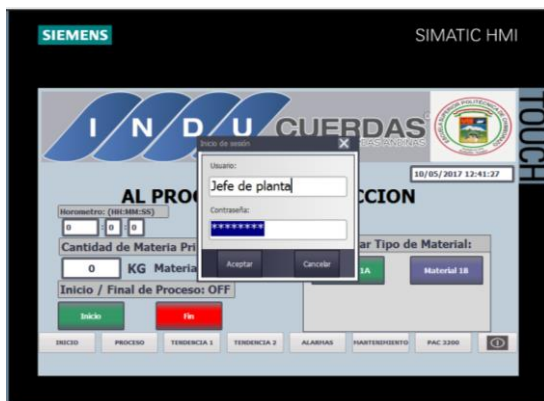 SIEMENS
SIMATIC HMI
TOUCH
INDUCUERDAS
10/05/2017 12:41:27
Inicio de sesión
X
Usuario:
Jefe de planta
Contraseña:
********
Aceptar
Cancelar
AL PRO
CCION
Horometro: (HH:MM:SS)
0 : 0 : 0
Cantidad de Materia Pri
ar Tipo de Material:
0 KG Materia
1A
Material 1B
Inicio / Final de Proceso: OFF
Inicio
Fin
INICIO
PROCESO
TENDENCIA 1
TENDENCIA 2
ALARMAS
MANTENIMIENTO
PAC 3200